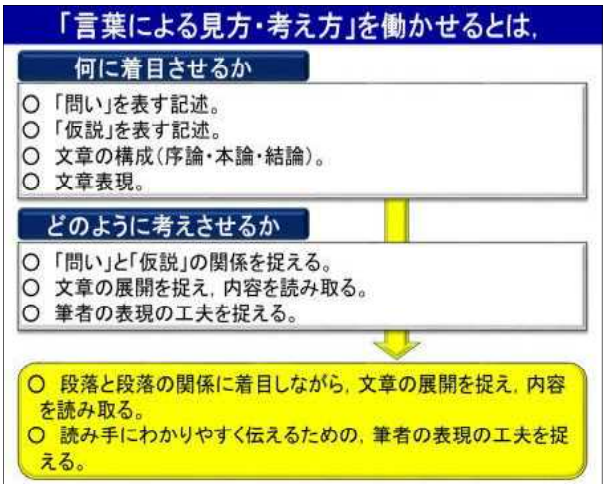 「言葉による見方・考え方」を働かせるとは,
何に着目させるか
○ 「問い」を表す記述。
○ 「仮説」を表す記述。
○ 文章の構成(序論・本論・結論)。
○ 文章表現。
どのように考えさせるか
○ 「問い」と「仮説」の関係を捉える。
○ 文章の展開を捉え, 内容を読み取る。
○ 筆者の表現の工夫を捉える。
○ 段落と段落の関係に着目しながら, 文章の展開を捉え, 内容
を読み取る。
○ 読み手にわかりやすく伝えるための, 筆者の表現の工夫を捉
える。